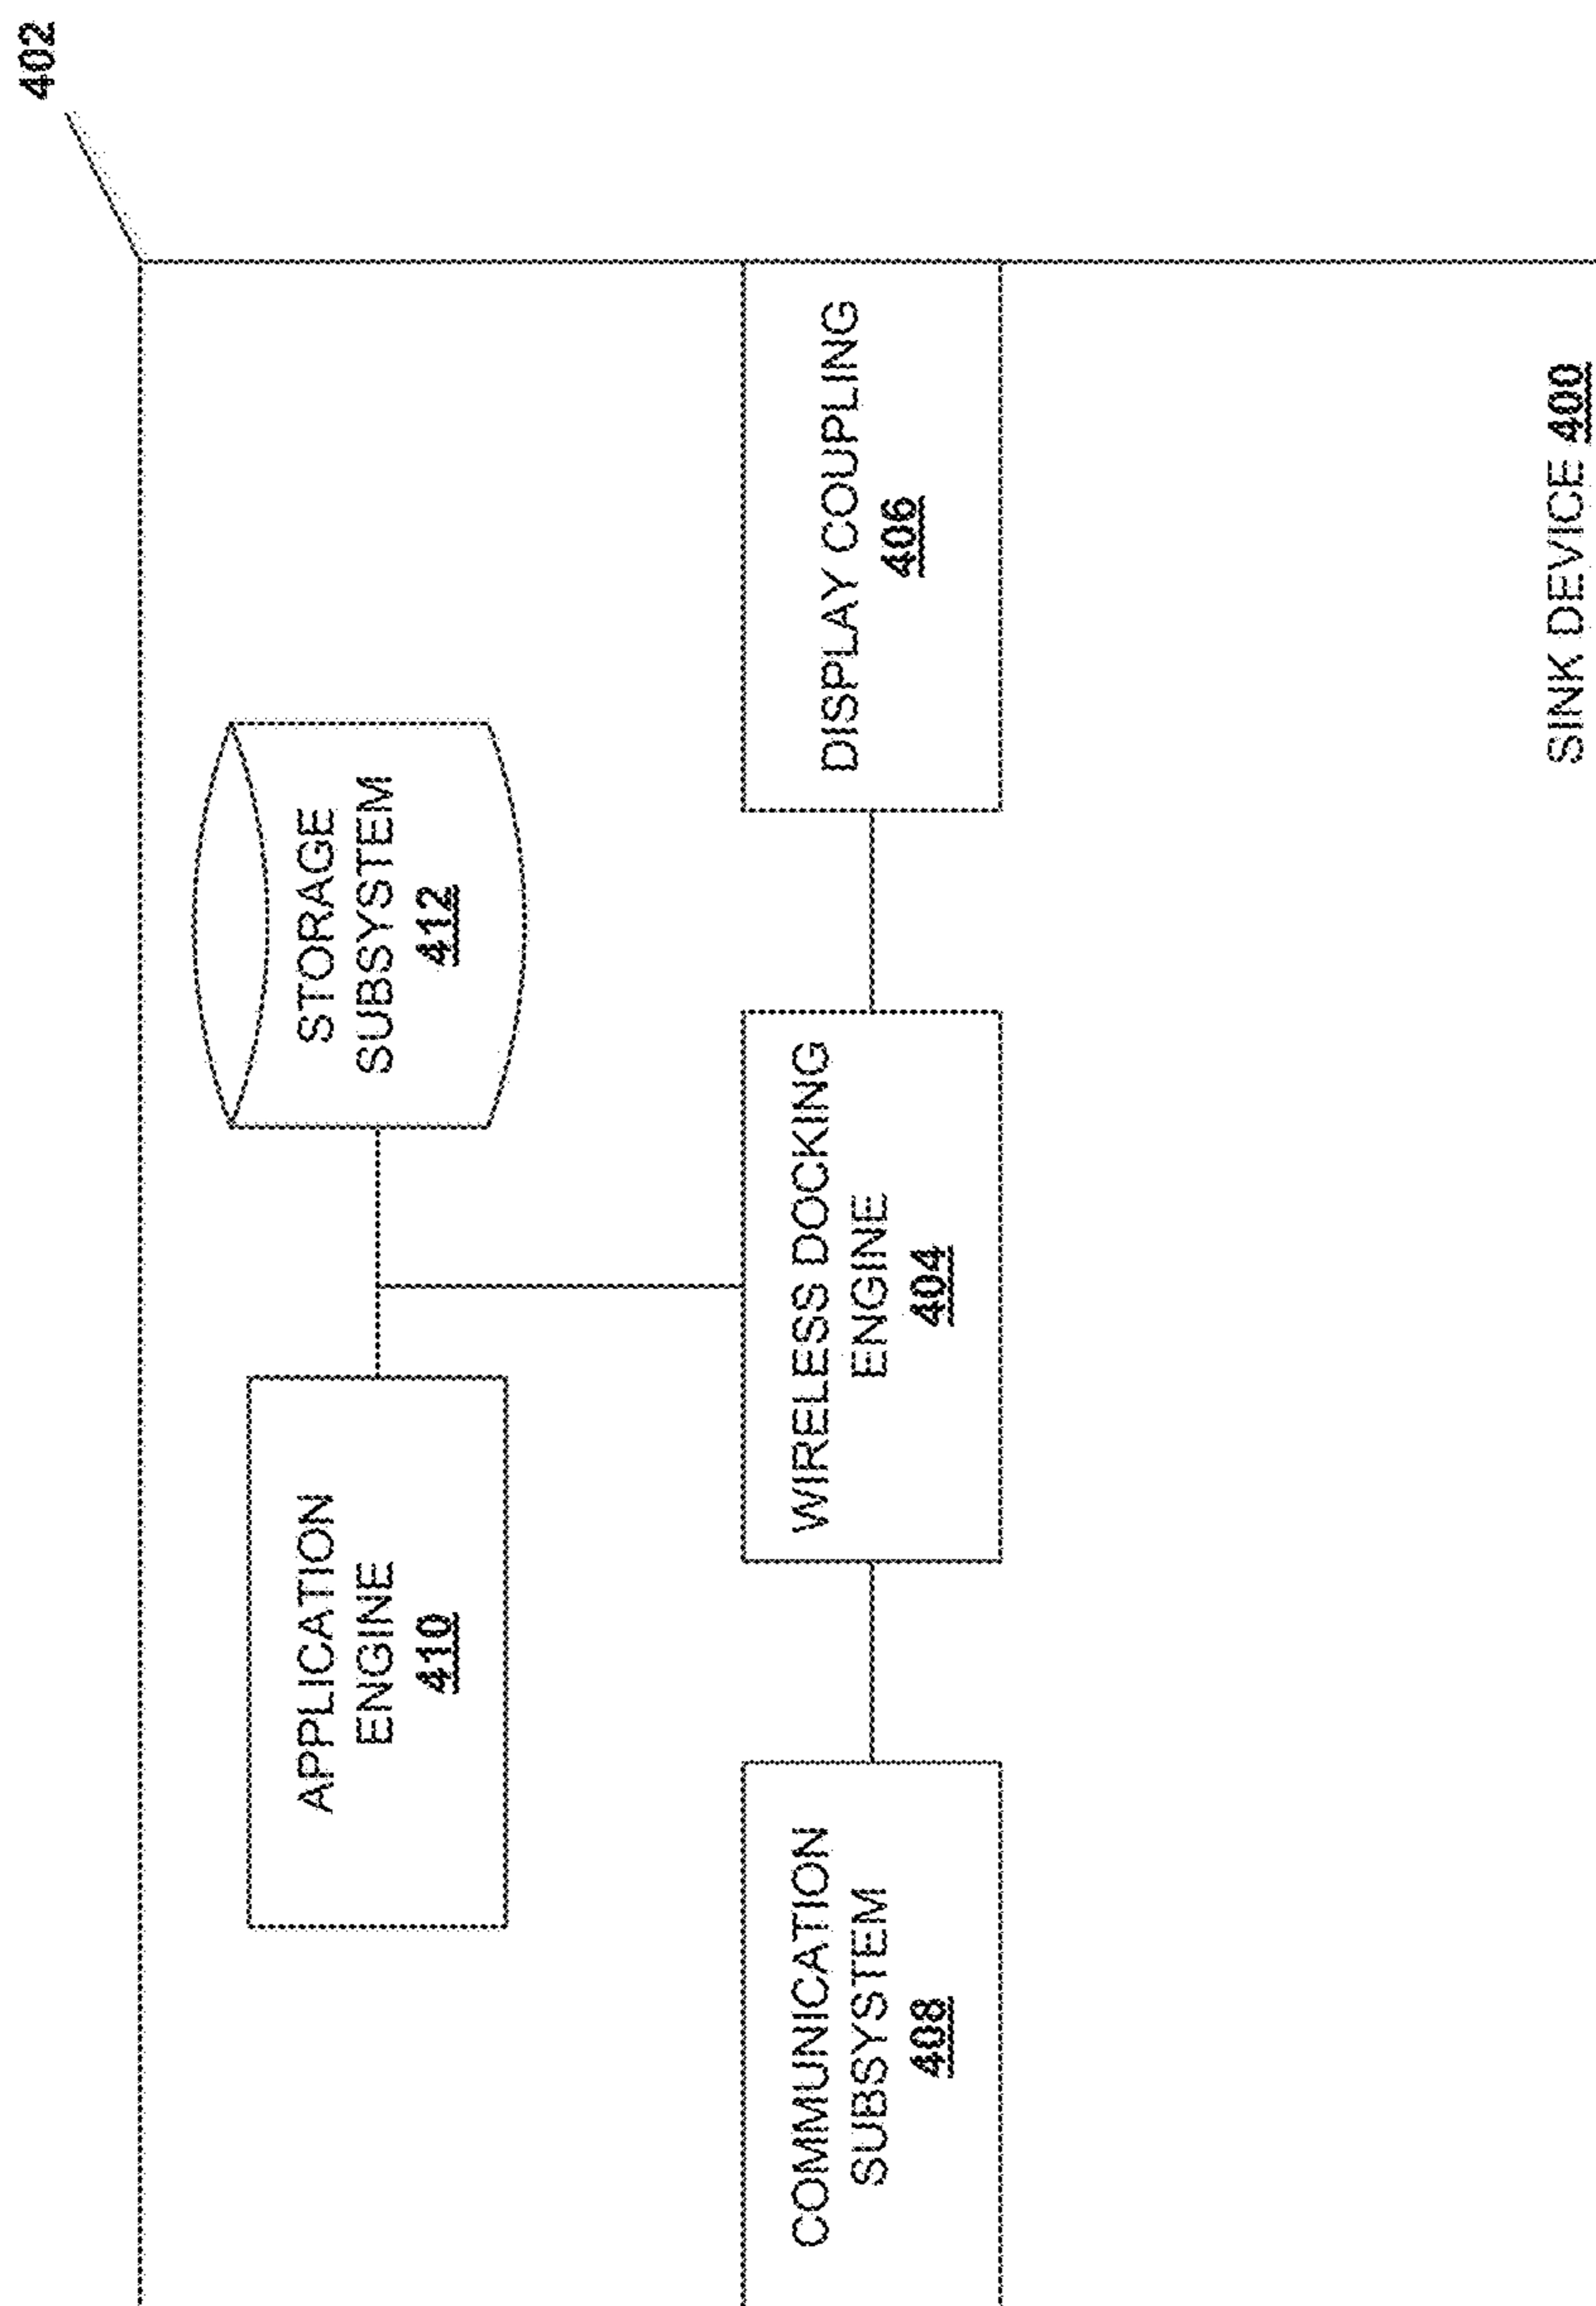 402
APPLICATION
ENGINE
410
STORAGE
SUBSYSTEM
412
COMMUNICATION
SUBSYSTEM
408
WIRELESS DOCKING
ENGINE
404
DISPLAY COUPLING
406
SINK DEVICE 400